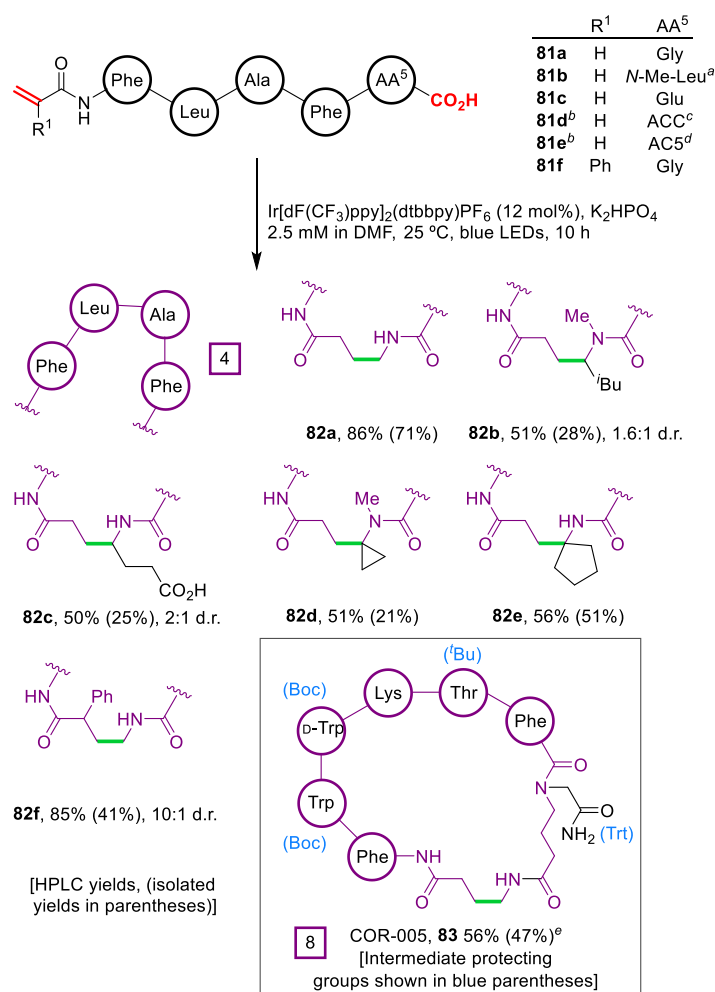 R¹ AA⁵
81a H Gly
81b H N-Me-Leuᵃ
81c H Glu
81dᵇ H ACCᶜ
81eᵇ H AC5ᵈ
81f Ph Gly
O
R¹
N
H
Phe
Leu
Ala
Phe
AA⁵
CO₂H
Ir[dF(CF₃)ppy]₂(dtbbpy)PF₆ (12 mol%), K₂HPO₄
2.5 mM in DMF, 25 ºC, blue LEDs, 10 h
Leu
Ala
Phe
Phe
4
HN
O
HN
O
82a, 86% (71%)
HN
O
Me
N
O
ⁱBu
82b, 51% (28%), 1.6:1 d.r.
HN
O
HN
O
CO₂H
82c, 50% (25%), 2:1 d.r.
HN
O
Me
N
O
82d, 51% (21%)
HN
O
HN
O
82e, 56% (51%)
HN
Ph
O
HN
O
82f, 85% (41%), 10:1 d.r.
[HPLC yields, (isolated
yields in parentheses)]
(ᵗBu)
(Boc)
Lys
Thr
Phe
D-Trp
Trp
(Boc)
Phe
O
N
O
NH₂ (Trt)
NH
O
HN
O
8
COR-005, 83 56% (47%)ᵉ
[Intermediate protecting
groups shown in blue parentheses]